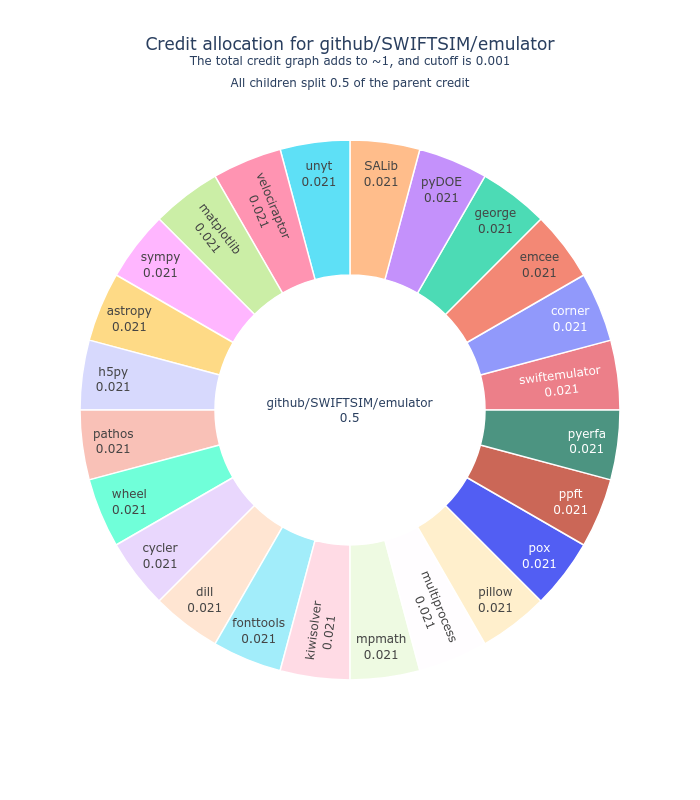 Credit allocation for github/SWIFTSIM/emulator
The total credit graph adds to ~1, and cutoff is 0.001
All children split 0.5 of the parent credit
SALib
0.021
pyDOE
0.021
george
0.021
emcee
0.021
corner
0.021
swiftemulator
0.021
pyerfa
0.021
ppft
0.021
pox
0.021
pillow
0.021
multiprocess
0.021
mpmath
0.021
kiwisolver
0.021
fonttools
0.021
dill
0.021
cycler
0.021
wheel
0.021
pathos
0.021
h5py
0.021
astropy
0.021
sympy
0.021
matplotlib
0.021
velociraptor
0.021
unyt
0.021
github/SWIFTSIM/emulator
0.5